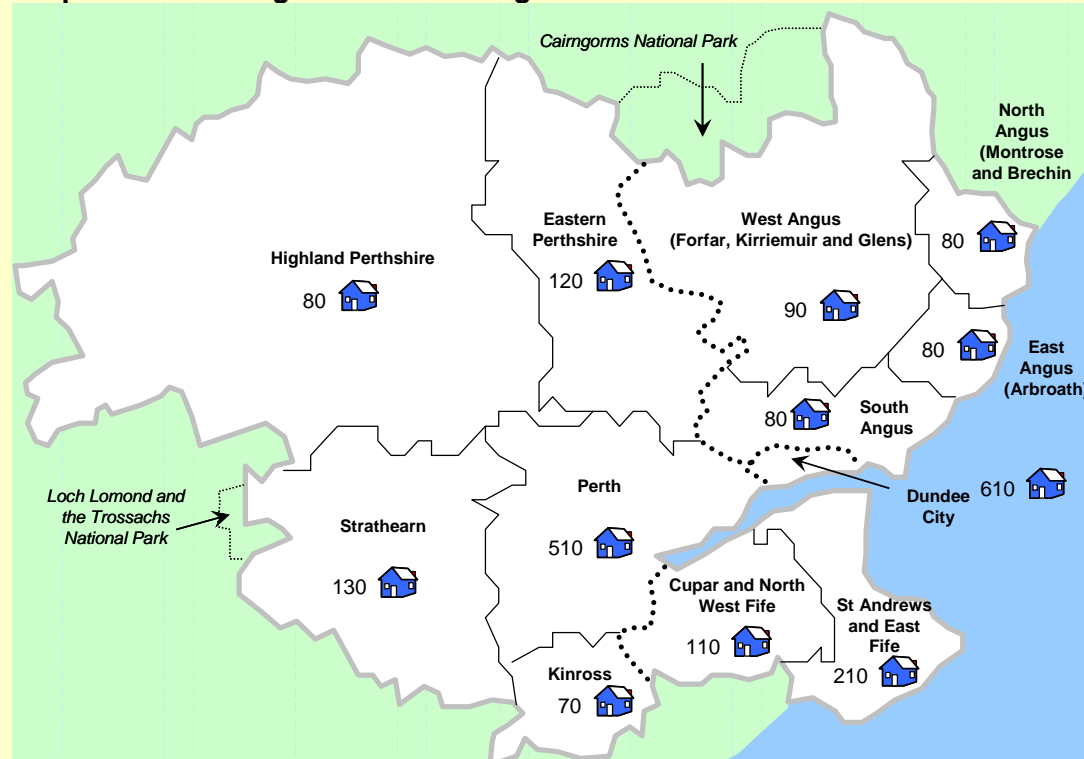 Cairngorms National Park
North
Angus
(Montrose
and Brechin
Eastern
Perthshire
120
West Angus
(Forfar, Kirriemuir and Glens)
90
80
Highland Perthshire
80
80
East
Angus
(Arbroath)
80
South
Angus
Loch Lomond and
the Trossachs
National Park
Strathearn
130
Perth
510
Dundee
City
610
Cupar and North
West Fife
110
St Andrews
and East
Fife
210
Kinross
70